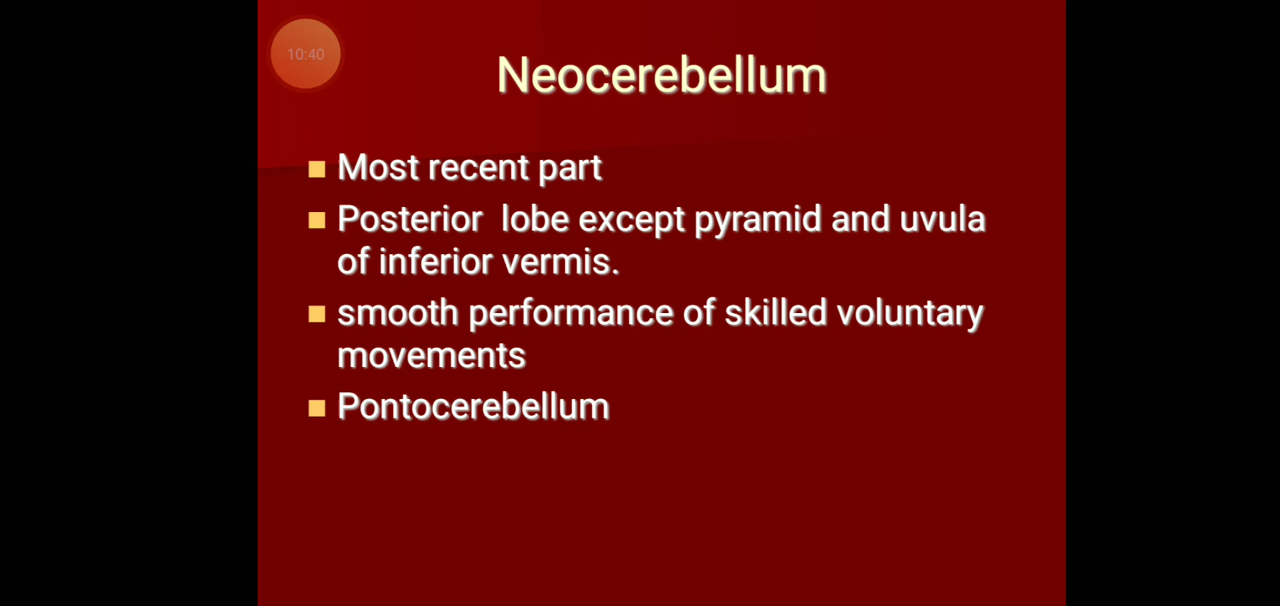 10:40
Neocerebellum
Most recent part
Posterior lobe except pyramid and uvula
of inferior vermis.
smooth performance of skilled voluntary
movements
Pontocerebellum